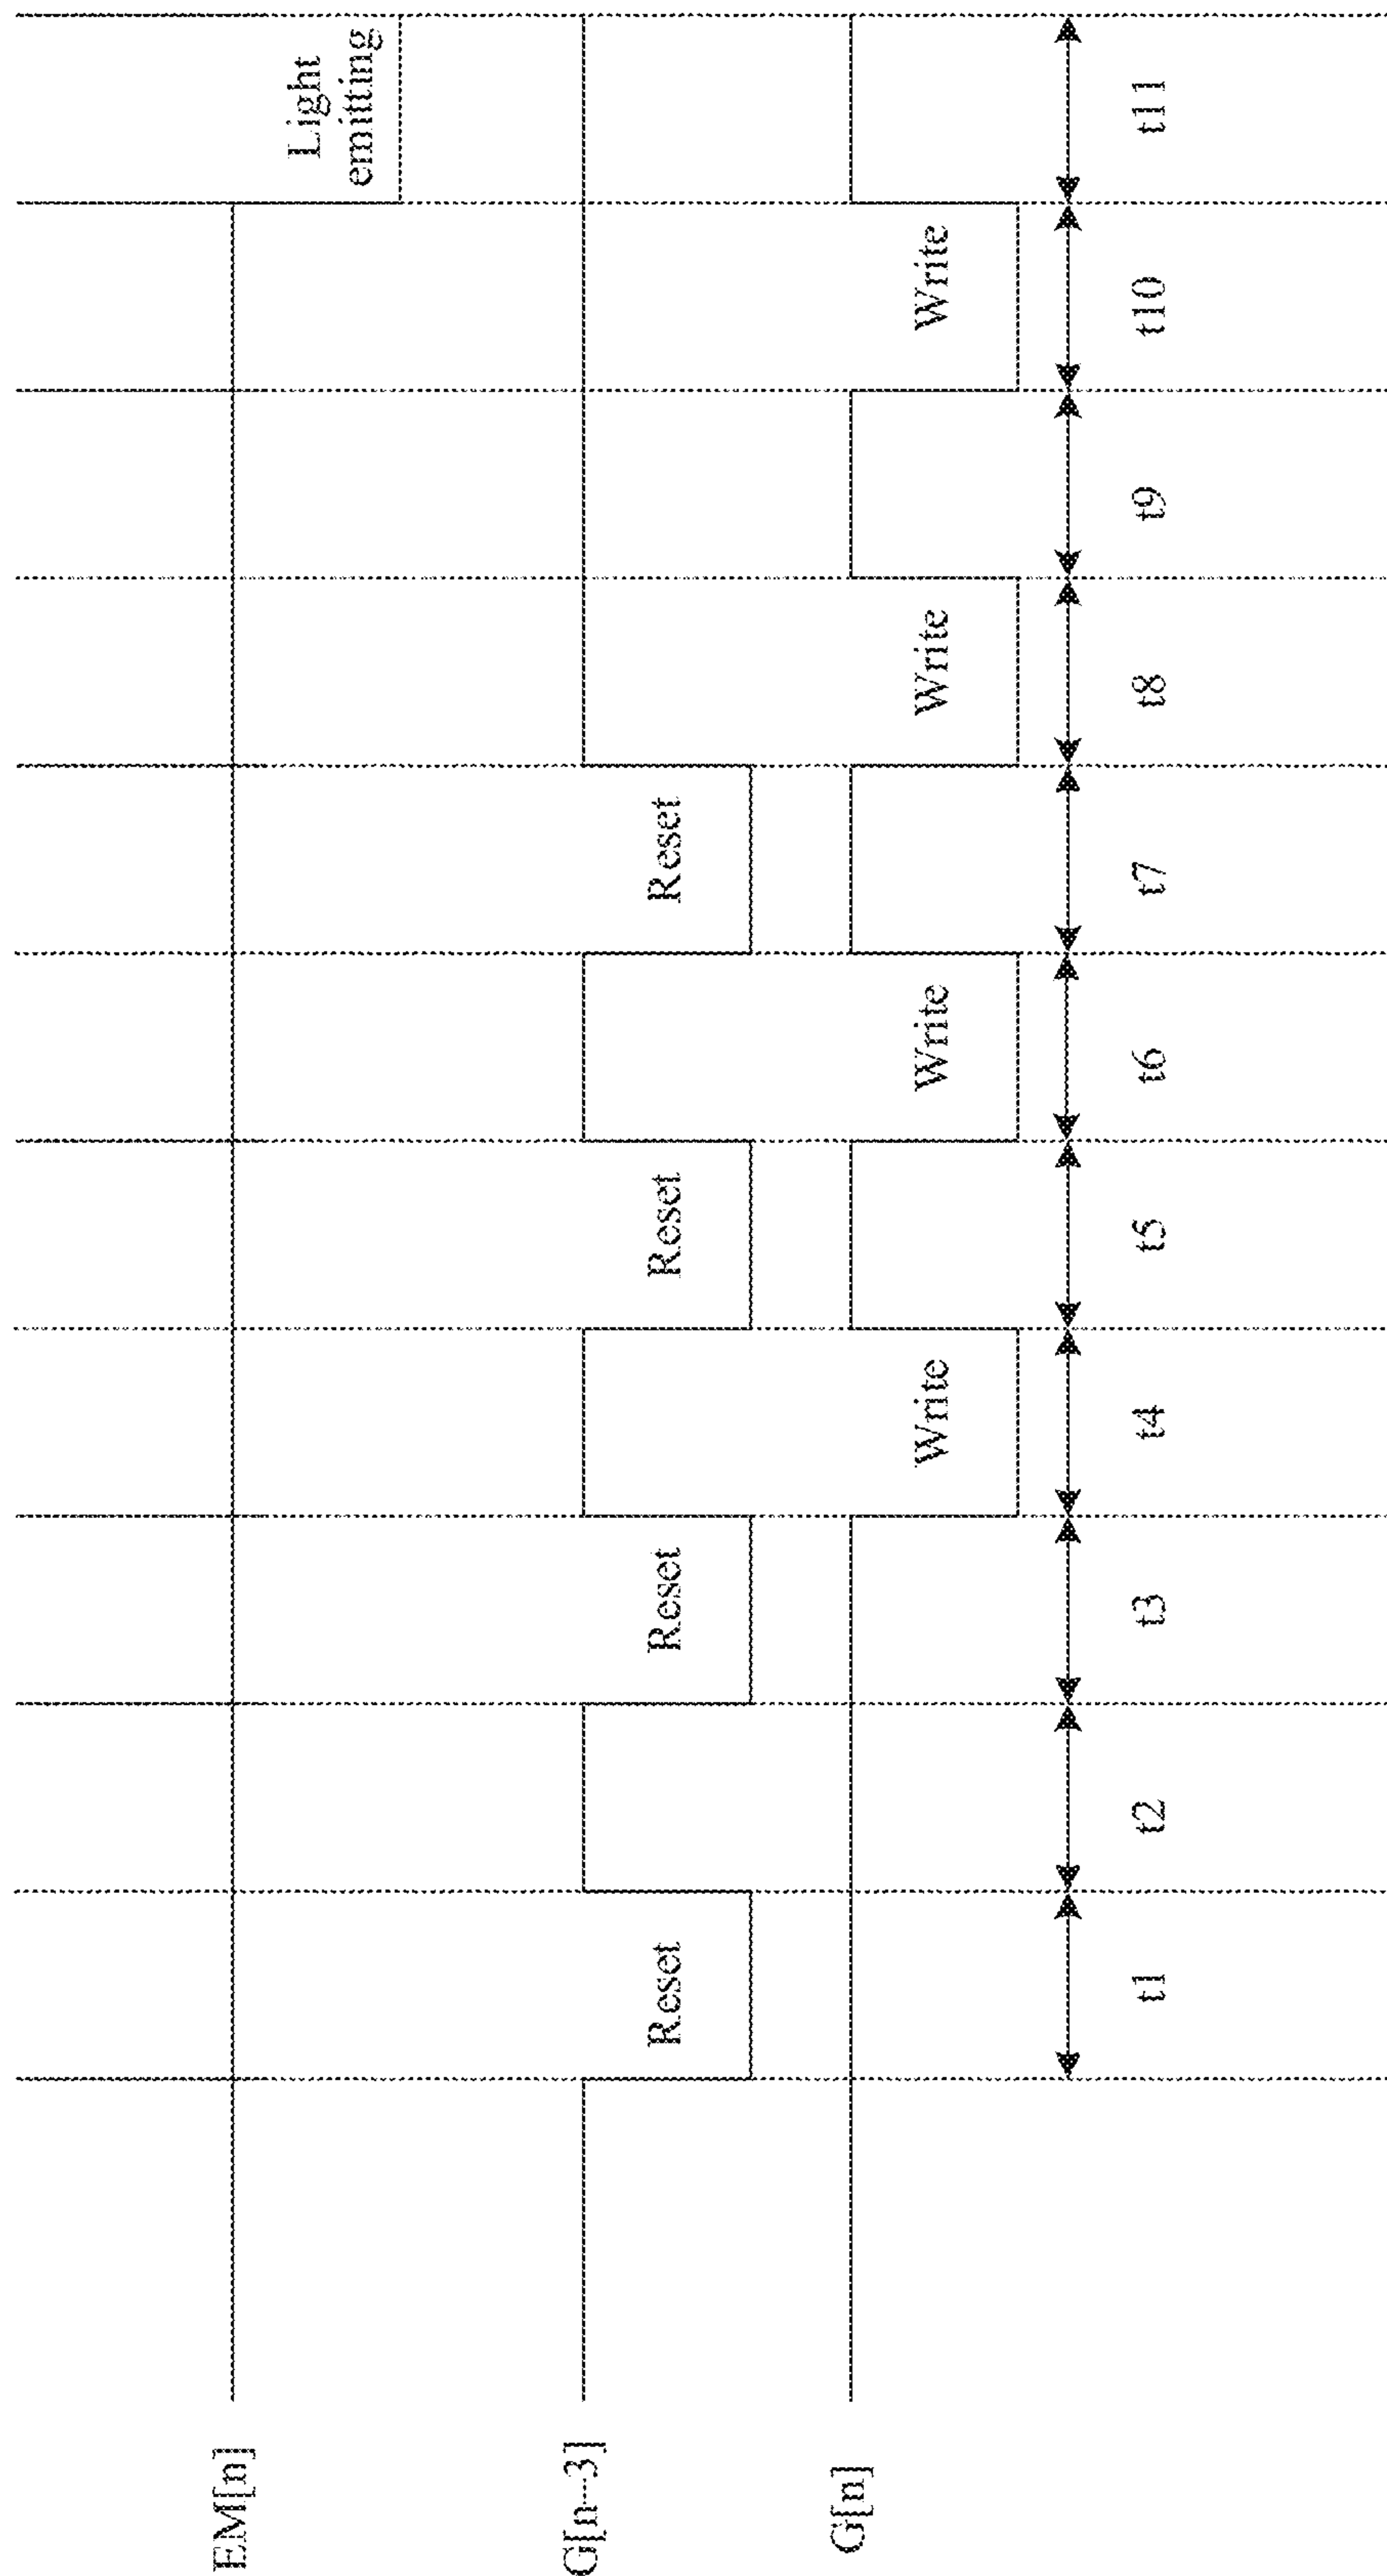 EM[n]
Light
emitting
G[n-3]
Reset
Reset
Reset
Reset
G[n]
Write
Write
Write
Write
t1
t2
t3
t4
t5
t6
t7
t8
t9
t10
t11